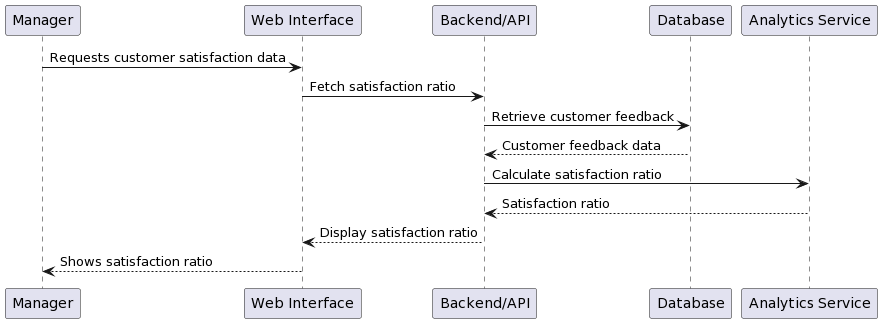 Manager
Web Interface
Backend/API
Database
Analytics Service
Requests customer satisfaction data
Fetch satisfaction ratio
Retrieve customer feedback
Customer feedback data
Calculate satisfaction ratio
Satisfaction ratio
Display satisfaction ratio
Shows satisfaction ratio
Manager
Web Interface
Backend/API
Database
Analytics Service